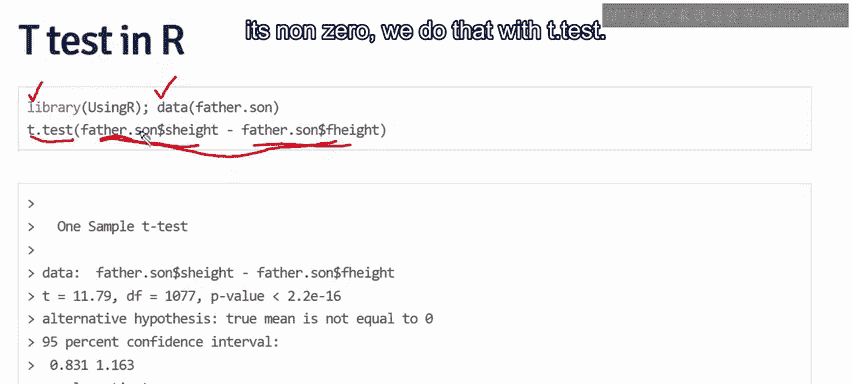 T test in R
its non zero, we do that with t.test.
library(UsingR); data(father.son)
t.test(father.son$sheight - father.son$fheight)
>
> One Sample t-test
>
> data: father.son$sheight - father.son$fheight
> t = 11.79, df = 1077, p-value < 2.2e-16
> alternative hypothesis: true mean is not equal to 0
> 95 percent confidence interval:
> 0.831 1.163